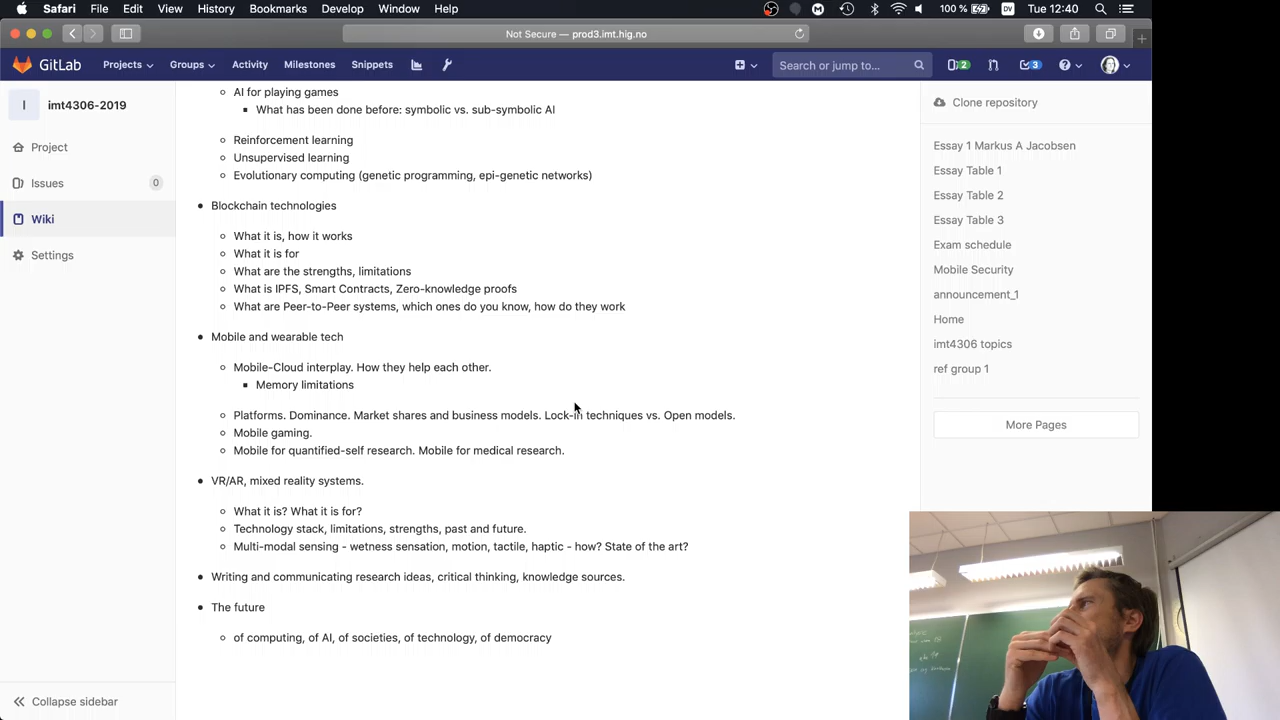 Safari File Edit View History Bookmarks Develop Window Help 100 % DV Tue 12:40
Not Secure — prod3.imt.hig.no
GitLab Projects Groups Activity Milestones Snippets Search or jump to... 2 3
I imt4306-2019
Project
Issues 0
Wiki
Settings
Collapse sidebar
AI for playing games
What has been done before: symbolic vs. sub-symbolic AI
Reinforcement learning
Unsupervised learning
Evolutionary computing (genetic programming, epi-genetic networks)
Blockchain technologies
What it is, how it works
What it is for
What are the strengths, limitations
What is IPFS, Smart Contracts, Zero-knowledge proofs
What are Peer-to-Peer systems, which ones do you know, how do they work
Mobile and wearable tech
Mobile-Cloud interplay. How they help each other.
Memory limitations
Platforms. Dominance. Market shares and business models. Lock-in techniques vs. Open models.
Mobile gaming.
Mobile for quantified-self research. Mobile for medical research.
VR/AR, mixed reality systems.
What it is? What it is for?
Technology stack, limitations, strengths, past and future.
Multi-modal sensing - wetness sensation, motion, tactile, haptic - how? State of the art?
Writing and communicating research ideas, critical thinking, knowledge sources.
The future
of computing, of AI, of societies, of technology, of democracy
Clone repository
Essay 1 Markus A Jacobsen
Essay Table 1
Essay Table 2
Essay Table 3
Exam schedule
Mobile Security
announcement_1
Home
imt4306 topics
ref group 1
More Pages